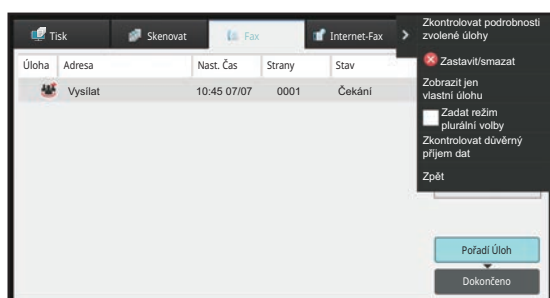 Tisk
Skenovat
Fax
Internet-Fax
Úloha Adresa Nast. Čas Strany Stav
Vysílat 10:45 07/07 0001 Čekání
Zkontrolovat podrobnosti
zvolené úlohy
Zastavit/smazat
Zobrazit jen
vlastní úlohu
Zadat režim
plurální volby
Zkontrolovat důvěrný
příjem dat
Zpět
Pořadí Úloh
Dokončeno